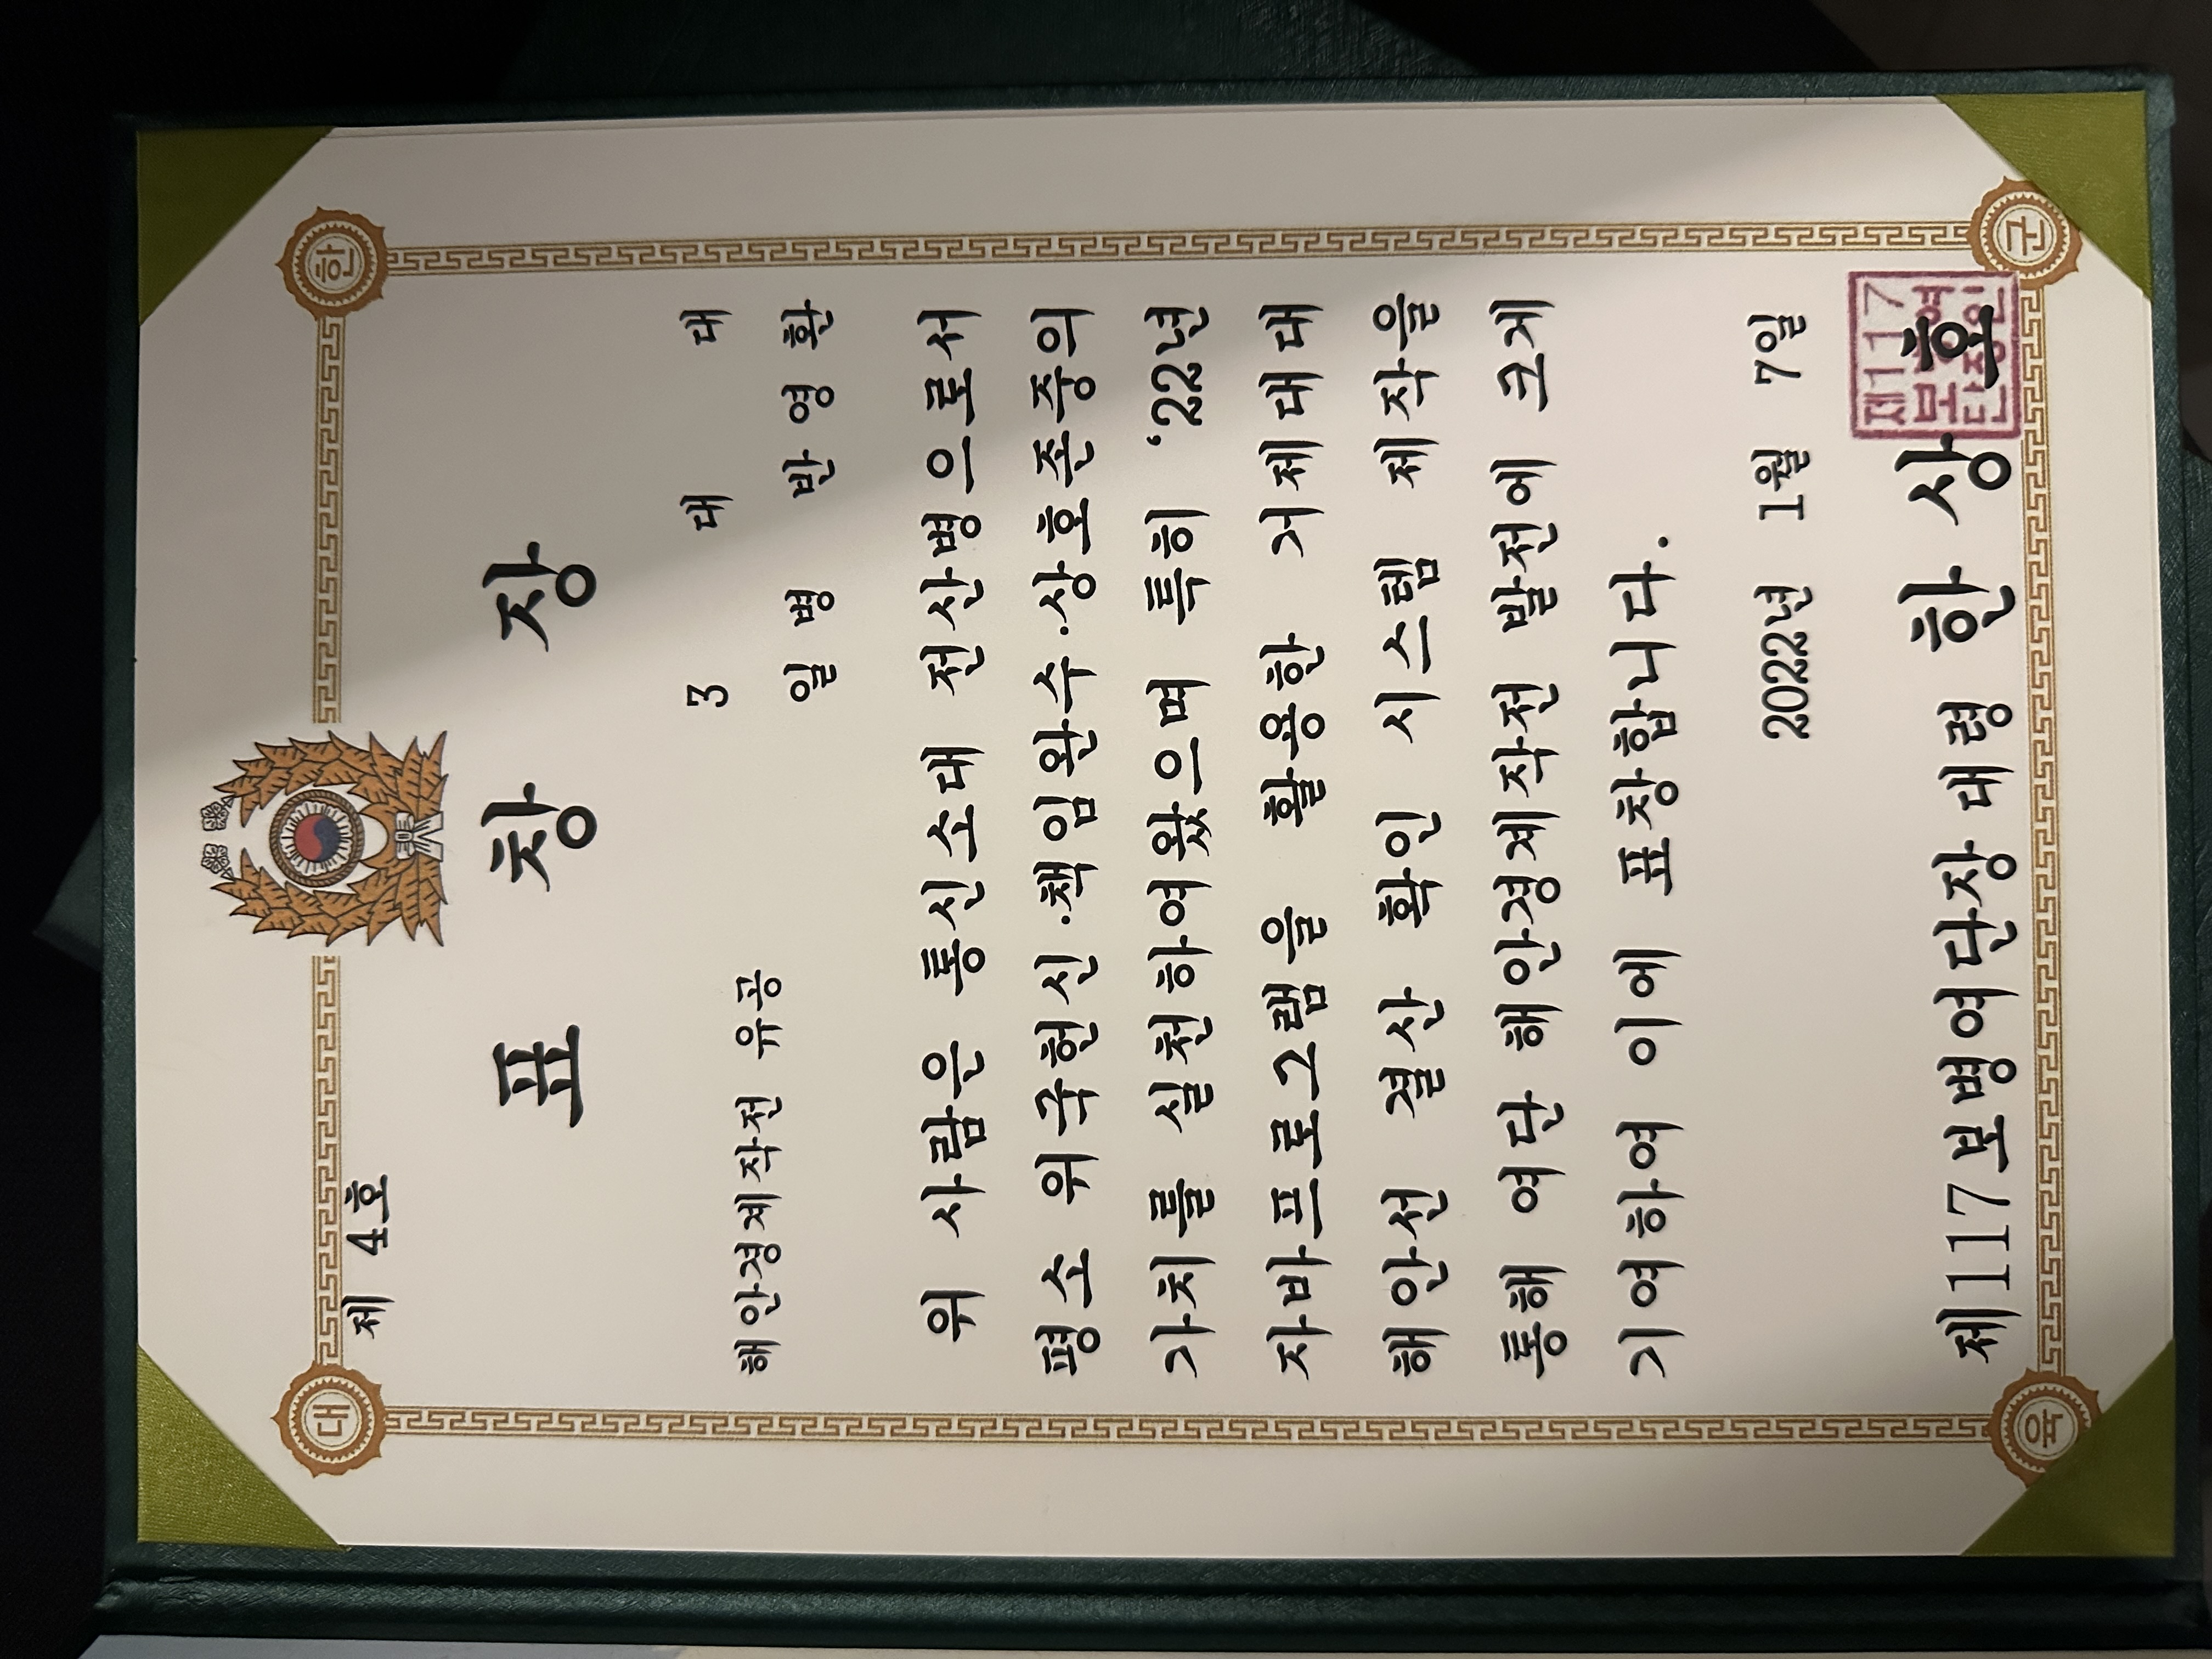 대 한
제 4호
표 창 장
3 대 대
해안경계작전 유공
일 병 반 영 환
위 사람은 통신소대 전산병으로서
평소 위국헌신·책임완수·상호존중의
가치를 실천하여왔으며 특히 ‘22년
자바프로그램을 활용한 거제대대
해안선 결산 확인 시스템 제작을
통해 여단 해안경계작전 발전에 크게
기여하여 이에 표창합니다.
2022년 1월 7일
제117보병여단장 대령 한 상 호
제117
육 군